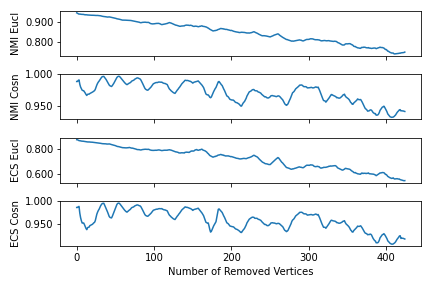 NMI Eucl
0.900
0.800
NMI Cosn
1.000
0.950
ECS Eucl
0.800
0.600
ECS Cosn
1.000
0.950
0 100 200 300 400
Number of Removed Vertices